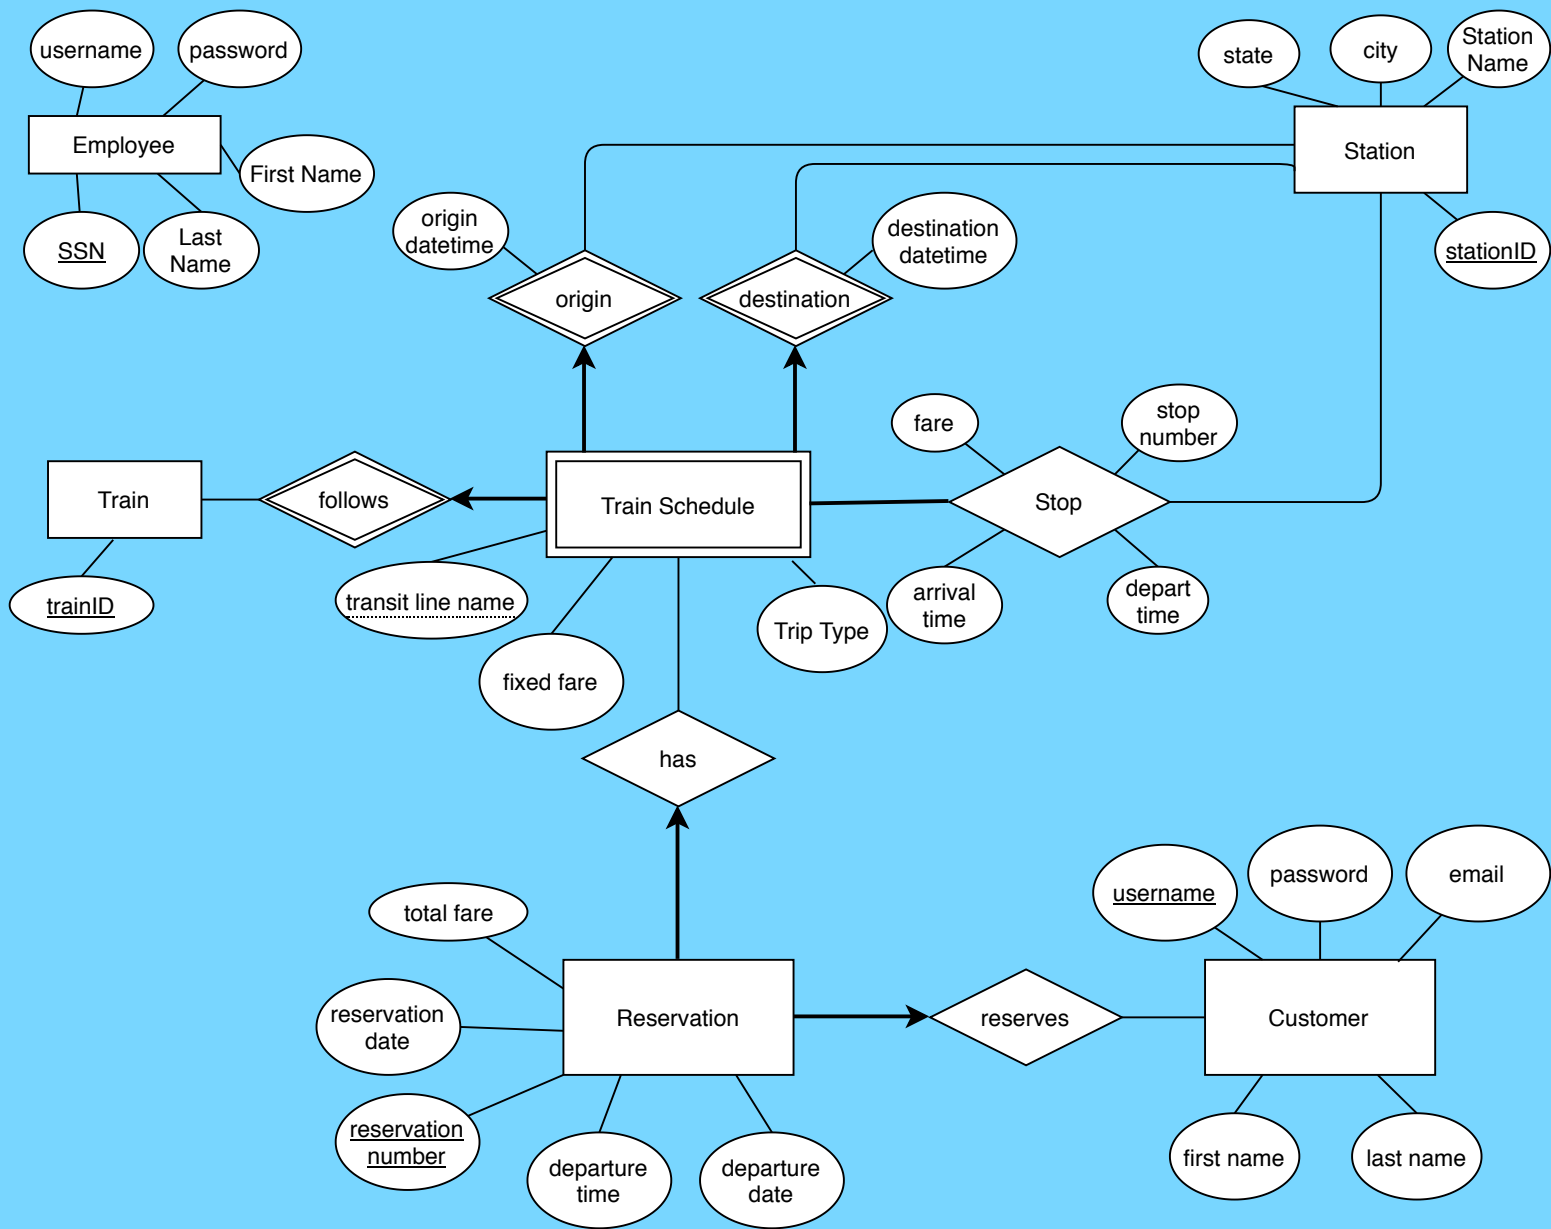 username
password
Employee
First Name
SSN
Last
Name
state
city
Station
Name
Station
stationID
origin
datetime
destination
datetime
origin
destination
fare
stop
number
Train
follows
Train Schedule
Stop
trainID
transit line name
fixed fare
Trip Type
arrival
time
depart
time
has
total fare
reservation
date
reservation
number
Reservation
departure
time
departure
date
reserves
username
password
email
Customer
first name
last name